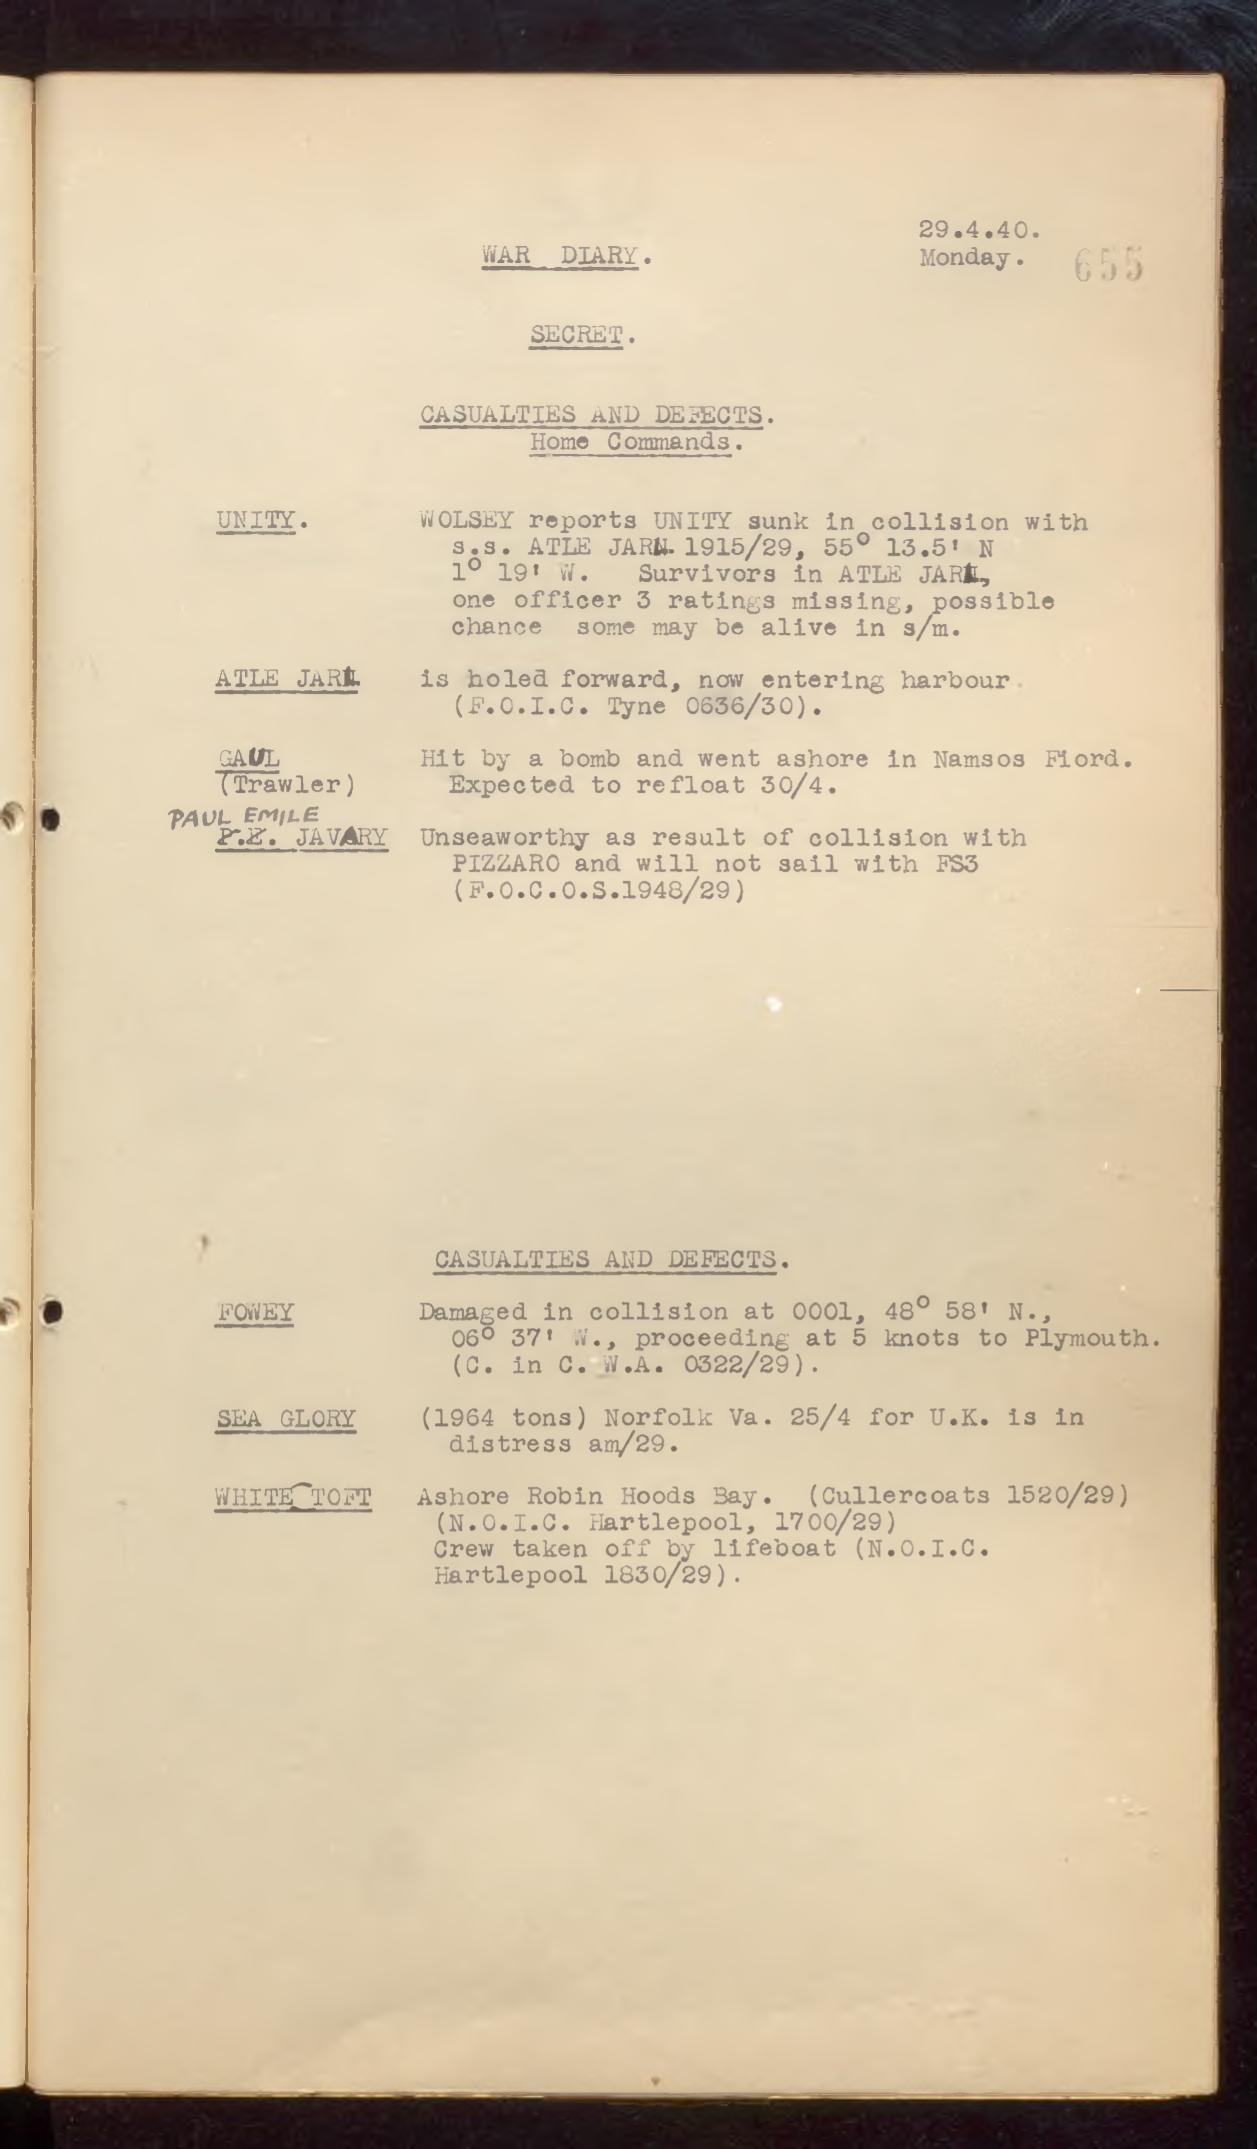 29.4.40.
WAR DIARY.
Monday. 655
SECRET.
CASUALTIES AND DEFECTS.
Home Commands.
UNITY. WOLSEY reports UNITY sunk in collision with
s.s. ATLE JARL 1915/29, 55° 13.5' N
1° 19' W. Survivors in ATLE JARL,
one officer 3 ratings missing, possible
chance some may be alive in s/m.
ATLE JARL is holed forward, now entering harbour
(F.O.I.C. Tyne 0636/30).
GAUL Hit by a bomb and went ashore in Namsos Fiord.
(Trawler) Expected to refloat 30/4.
PAUL EMILE
P.E. JAVARY Unseaworthy as result of collision with
PIZZARO and will not sail with FS3
(F.O.C.O.S.1948/29)
CASUALTIES AND DEFECTS.
FOWEY Damaged in collision at 0001, 48° 58' N.,
06° 37' W., proceeding at 5 knots to Plymouth.
(C. in C. W.A. 0322/29).
SEA GLORY (1964 tons) Norfolk Va. 25/4 for U.K. is in
distress am/29.
WHITE TOFT Ashore Robin Hoods Bay. (Cullercoats 1520/29)
(N.O.I.C. Hartlepool, 1700/29)
Crew taken off by lifeboat (N.O.I.C.
Hartlepool 1830/29).